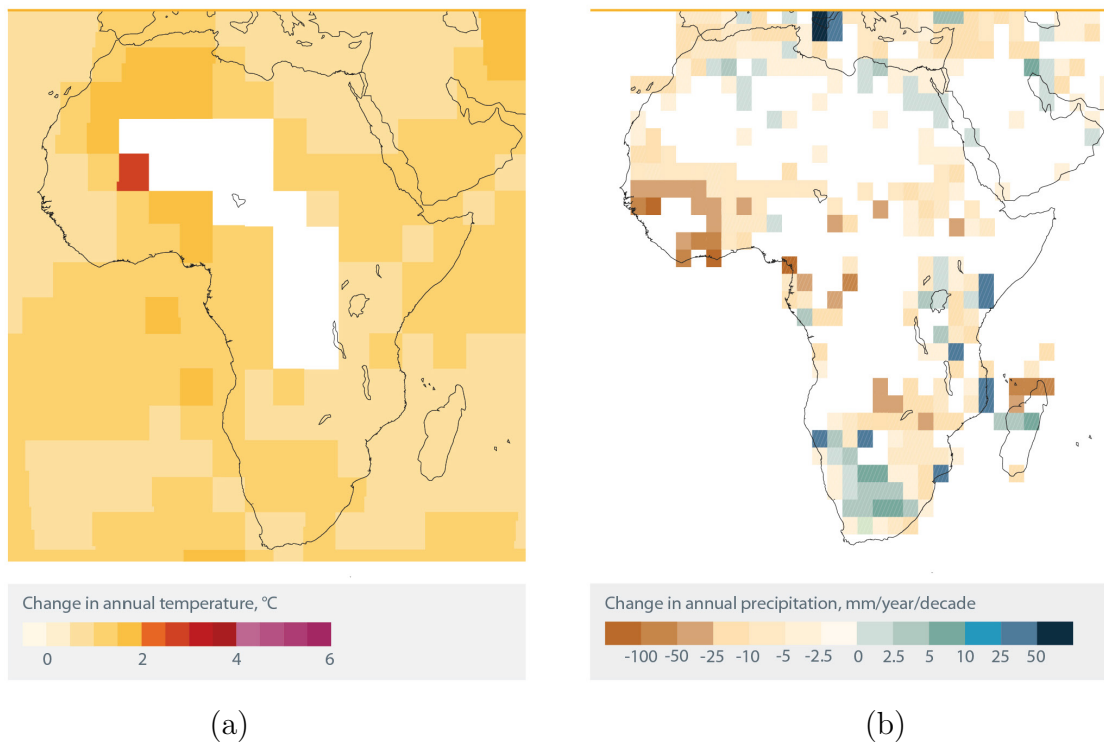 Change in annual temperature, °C
0 2 4 6
Change in annual precipitation, mm/year/decade
-100 -50 -25 -10 -5 -2.5 0 2.5 5 10 25 50
(a)
(b)